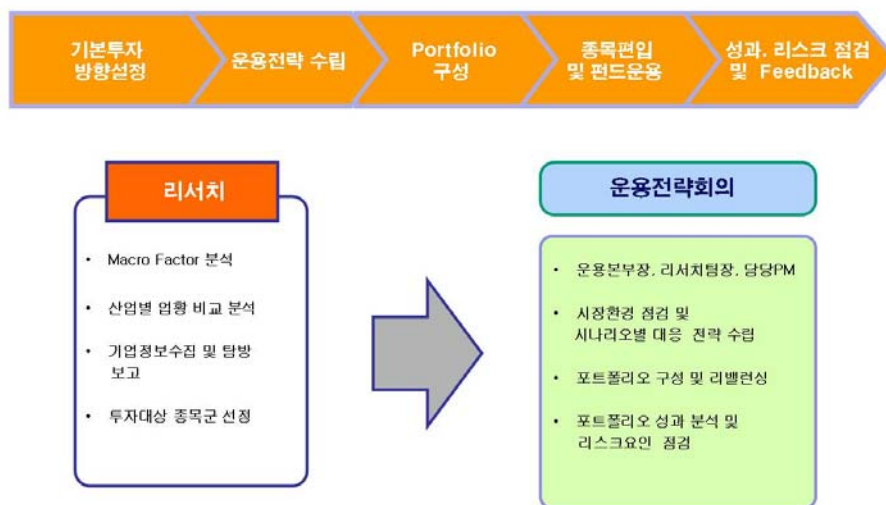 기본투자
방향설정
운용전략 수립
Portfolio
구성
종목편입
및 펀드운용
성과. 리스크 점검
및 Feedback
리서치
• Macro Factor 분석
• 산업별 업황 비교 분석
• 기업정보수집 및 탐방
보고
• 투자대상 종목군 선정
운용전략회의
• 운용본부장. 리서치팀장. 담당PM
• 시장환경 점검 및
시나리오별 대응 전략 수립
• 포트폴리오 구성 및 리밸런싱
• 포트폴리오 성과 분석 및
리스크요인 점검